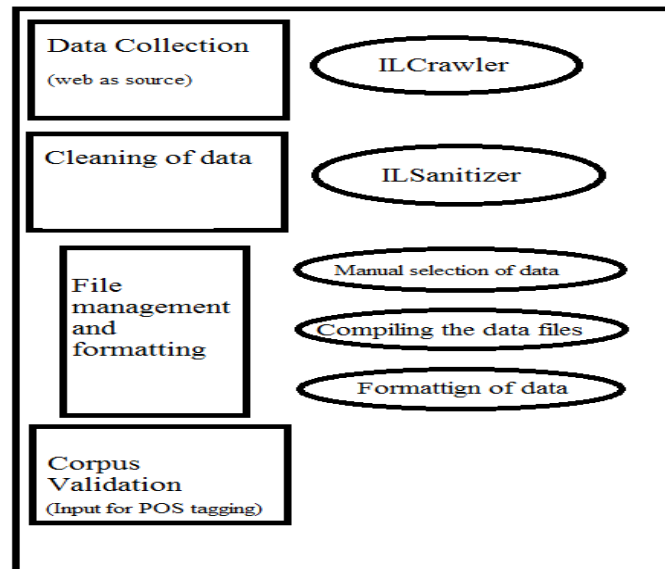 Data Collection
(web as source)
ILCrawler
Cleaning of data
ILSanitizer
File
management
and
formatting
Manual selection of data
Compiling the data files
Formattign of data
Corpus
Validation
(Input for POS tagging)